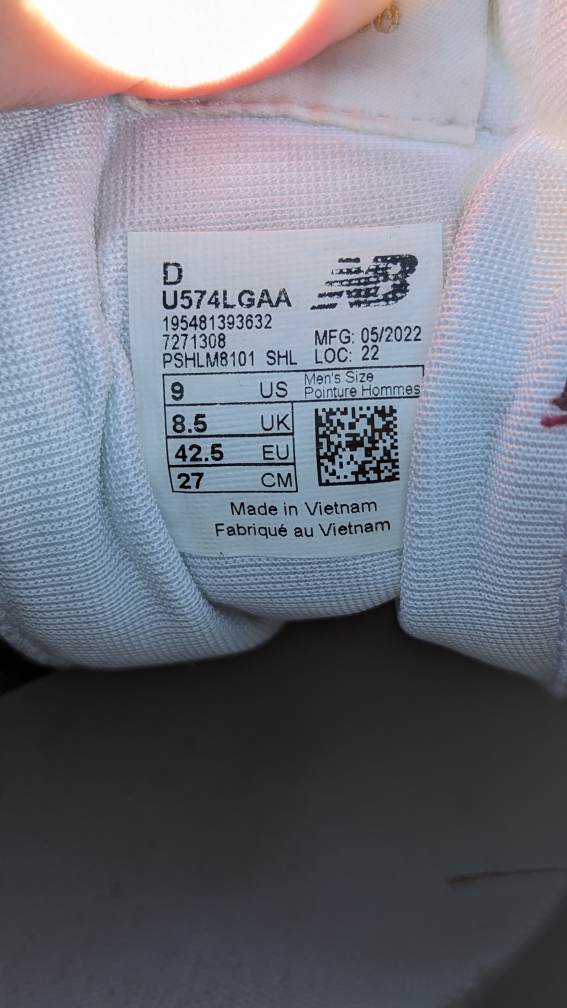 D
U574LGAA
NB
195481393632
7271308
MFG: 05/2022
PSHLM8101 SHL
LOC: 22
9 US
Men's Size
Pointure Hommes
8.5 UK
42.5 EU
27 CM
Made in Vietnam
Fabriqué au Vietnam